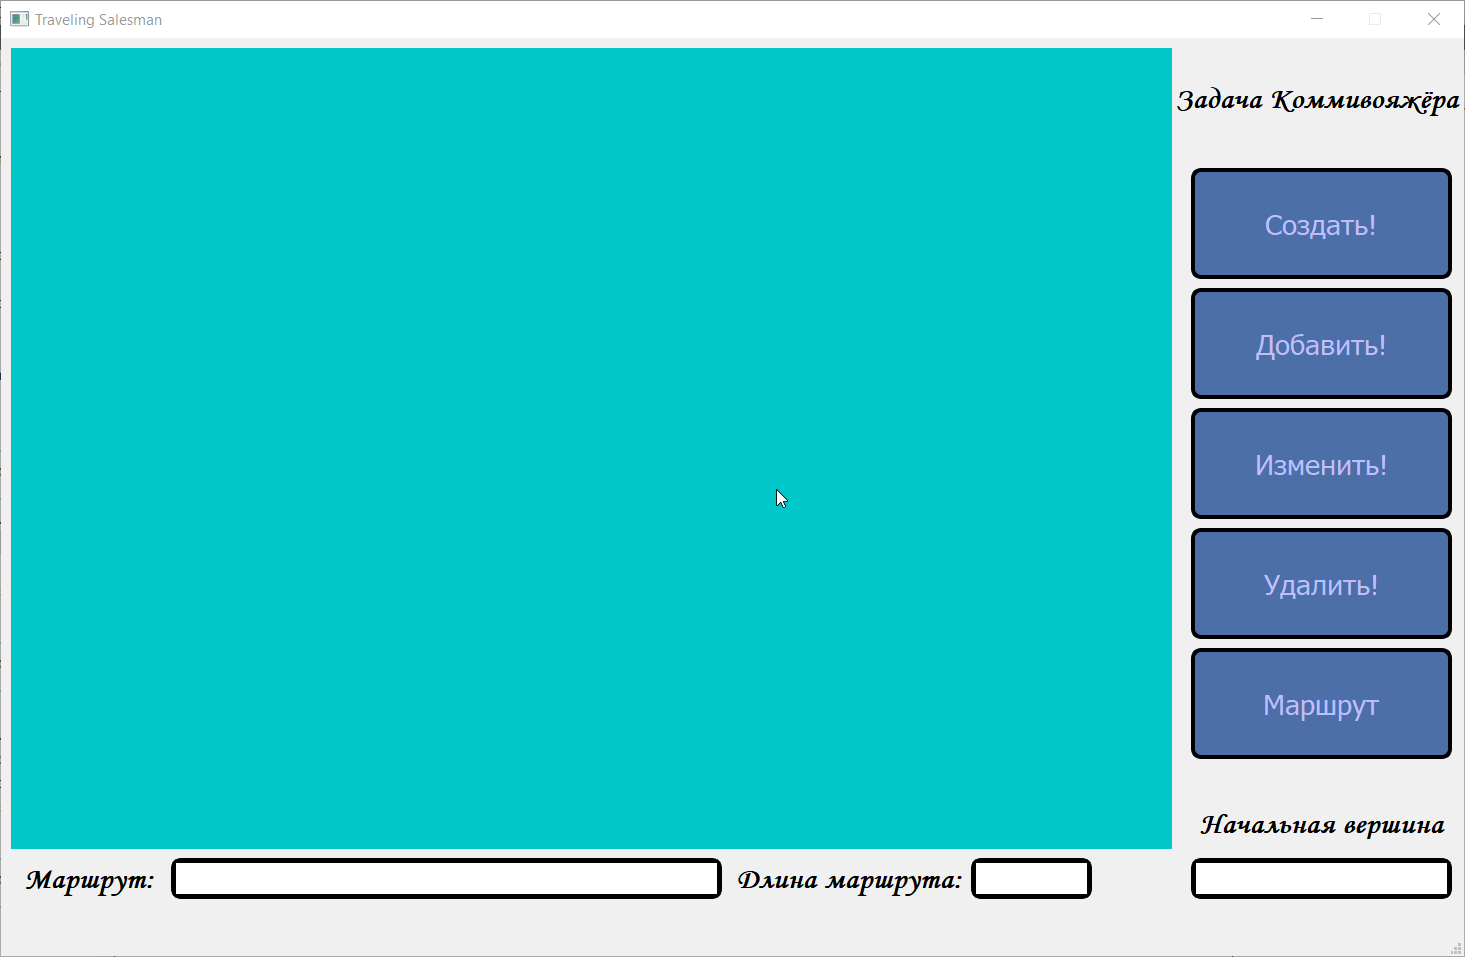 Traveling Salesman
Задача Коммивояжёра
Создать!
Добавить!
Изменить!
Удалить!
Маршрут
Начальная вершина
Маршрут:
Длина маршрута: